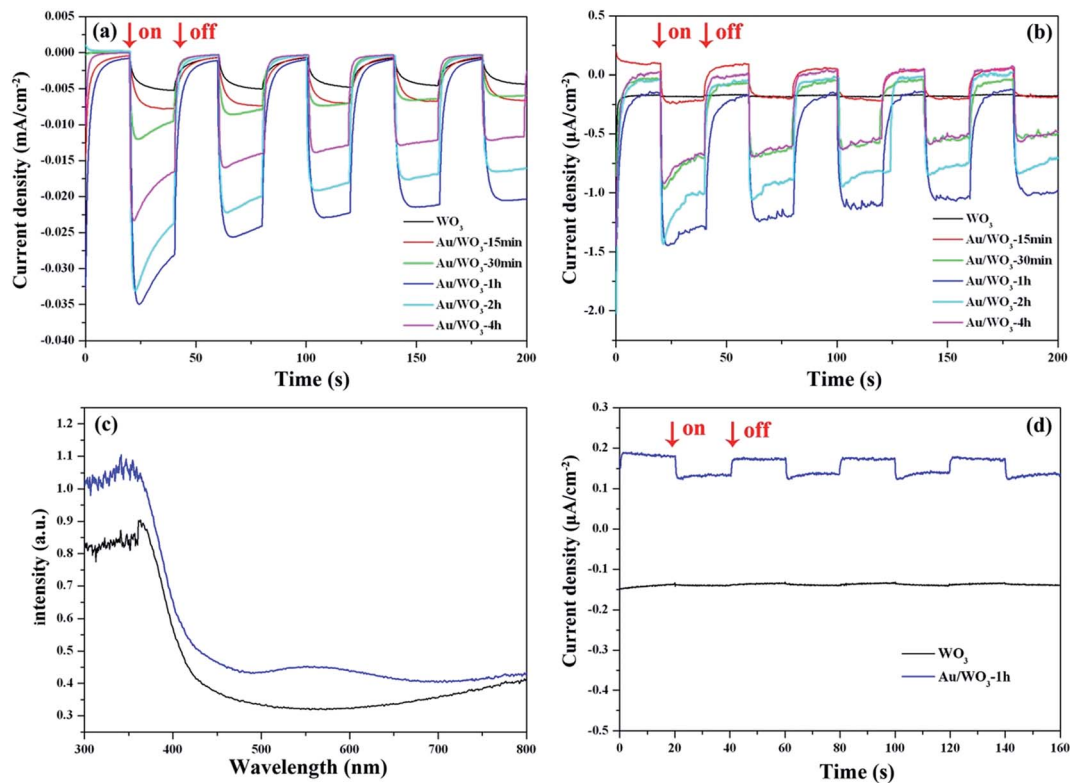 (a)
on
off
0.005
0.000
-0.005
-0.010
-0.015
-0.020
-0.025
-0.030
-0.035
-0.040
Current density (mA/cm⁻²)
WO₃
Au/WO₃-15min
Au/WO₃-30min
Au/WO₃-1h
Au/WO₃-2h
Au/WO₃-4h
0 50 100 150 200
Time (s)
(b)
on
off
0.5
0.0
-0.5
-1.0
-1.5
-2.0
Current density (μA/cm⁻²)
WO₃
Au/WO₃-15min
Au/WO₃-30min
Au/WO₃-1h
Au/WO₃-2h
Au/WO₃-4h
0 50 100 150 200
Time (s)
(c)
1.2
1.1
1.0
0.9
0.8
0.7
0.6
0.5
0.4
0.3
intensity (a.u.)
300 400 500 600 700 800
Wavelength (nm)
(d)
on
off
0.3
0.2
0.1
0.0
-0.1
-0.2
-0.3
-0.4
-0.5
Current density (μA/cm⁻²)
WO₃
Au/WO₃-1h
0 20 40 60 80 100 120 140 160
Time (s)